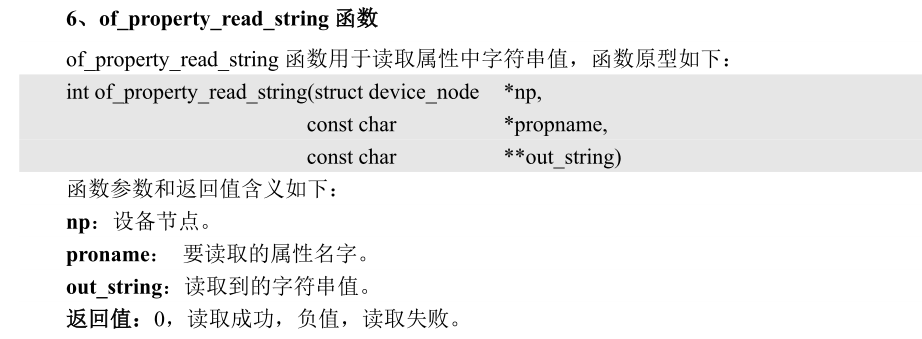 6、of_property_read_string 函数
of_property_read_string 函数用于读取属性中字符串值，函数原型如下：
int of_property_read_string(struct device_node *np,
const char *propname,
const char **out_string)
函数参数和返回值含义如下：
np：设备节点。
proname： 要读取的属性名字。
out_string：读取到的字符串值。
返回值：0，读取成功，负值，读取失败。